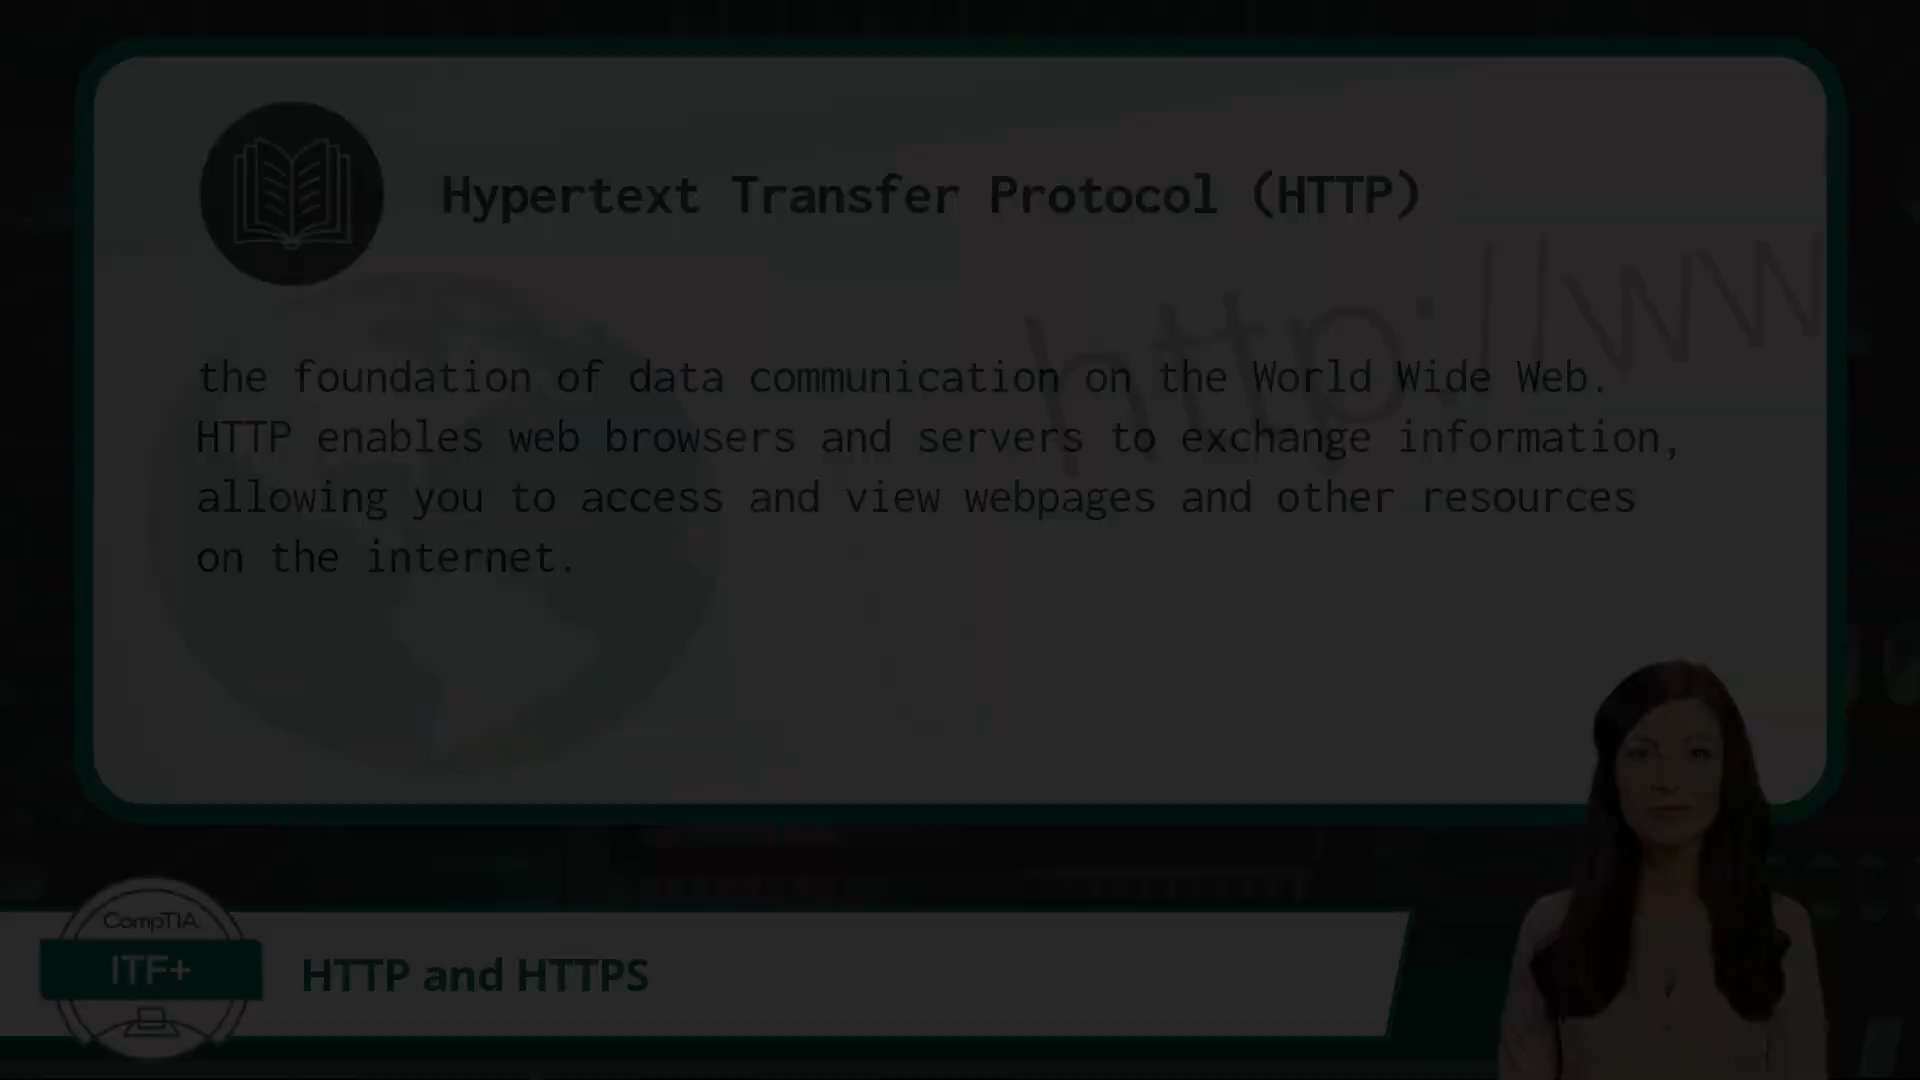 Hypertext Transfer Protocol (HTTP)
http://ww
the foundation of data communication on the World Wide Web.
HTTP enables web browsers and servers to exchange information,
allowing you to access and view webpages and other resources
on the internet.
CompTIA
ITF+
HTTP and HTTPS